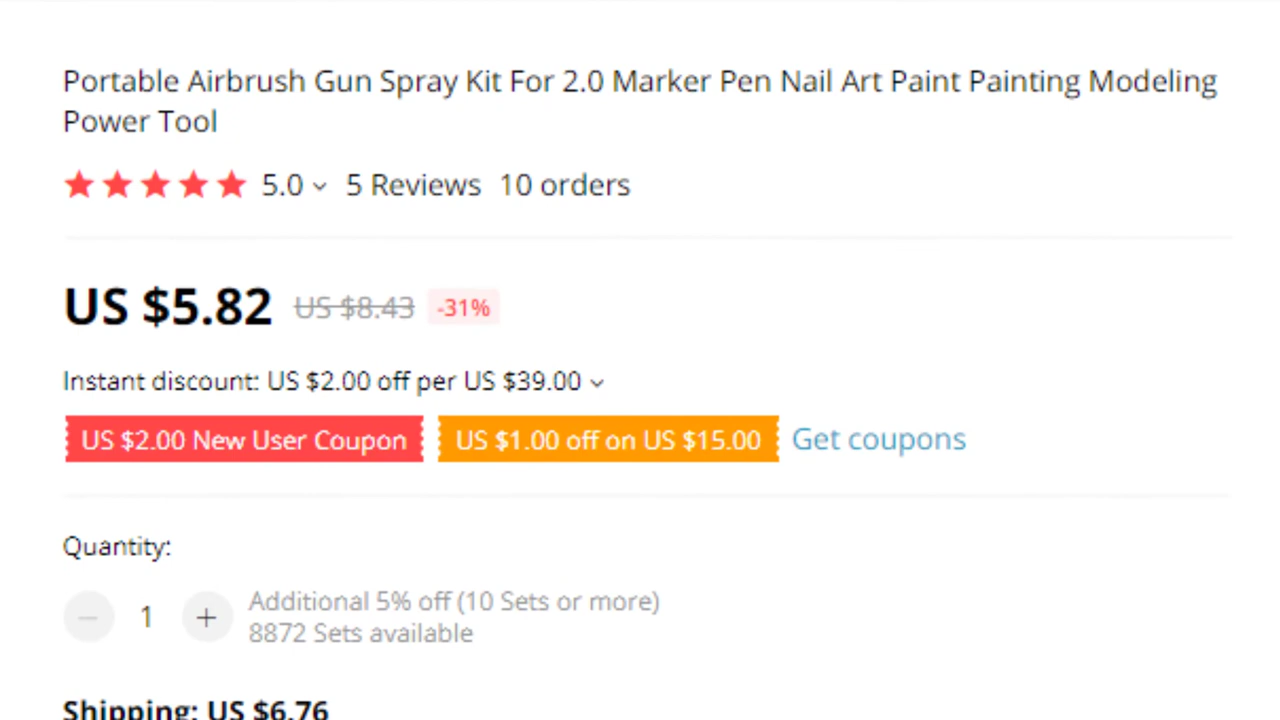 Portable Airbrush Gun Spray Kit For 2.0 Marker Pen Nail Art Paint Painting Modeling
Power Tool
5.0 5 Reviews 10 orders
US $5.82 US $8.43 -31%
Instant discount: US $2.00 off per US $39.00
US $2.00 New User Coupon US $1.00 off on US $15.00 Get coupons
Quantity:
1 Additional 5% off (10 Sets or more)
8872 Sets available
Shipping: US $6.76